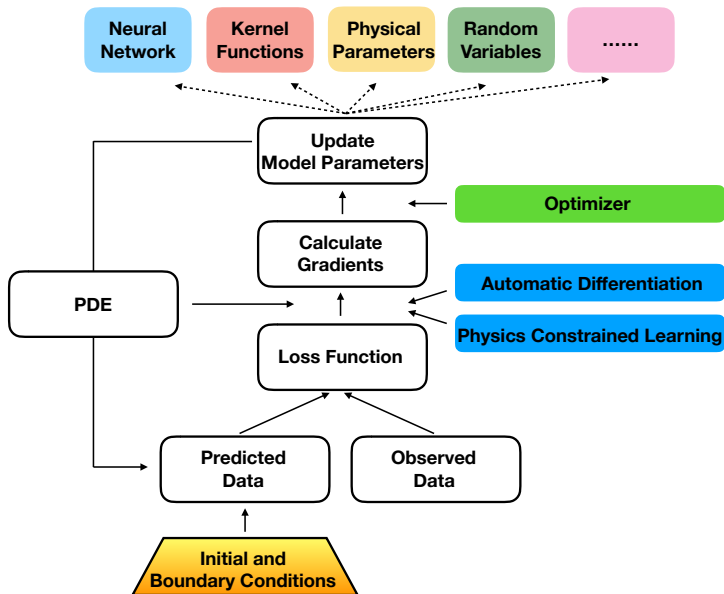 Neural
Network
Kernel
Functions
Physical
Parameters
Random
Variables
......
Update
Model Parameters
Optimizer
Calculate
Gradients
PDE
Automatic Differentiation
Physics Constrained Learning
Loss Function
Predicted
Data
Observed
Data
Initial and
Boundary Conditions